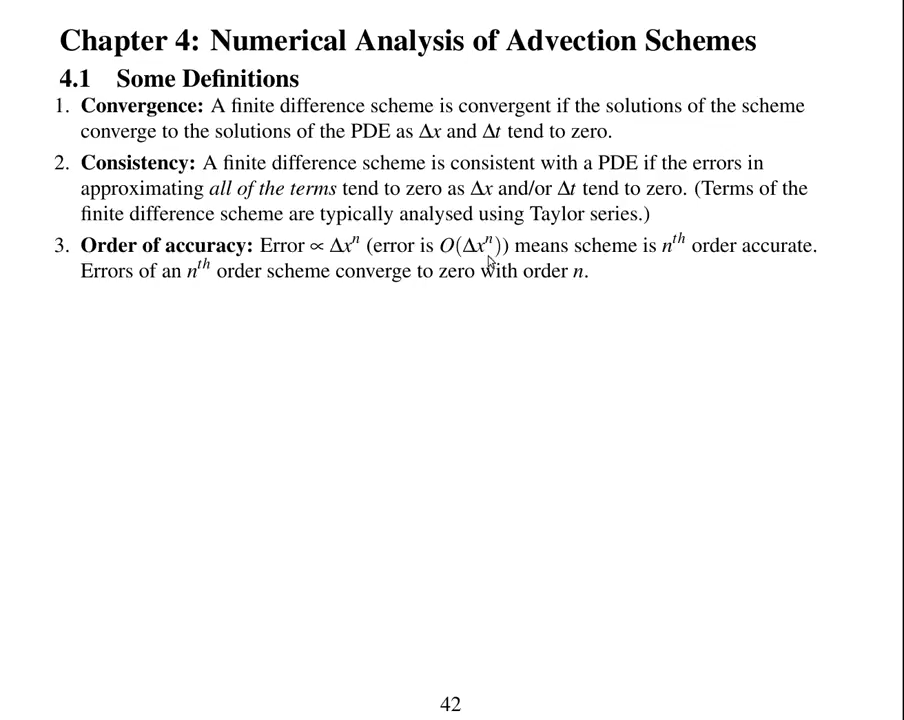 Chapter 4: Numerical Analysis of Advection Schemes
4.1 Some Definitions
1. Convergence: A finite difference scheme is convergent if the solutions of the scheme
converge to the solutions of the PDE as Δx and Δt tend to zero.
2. Consistency: A finite difference scheme is consistent with a PDE if the errors in
approximating all of the terms tend to zero as Δx and/or Δt tend to zero. (Terms of the
finite difference scheme are typically analysed using Taylor series.)
3. Order of accuracy: Error ∝ Δxⁿ (error is O(Δxⁿ)) means scheme is nᵗʰ order accurate.
Errors of an nᵗʰ order scheme converge to zero with order n.
42